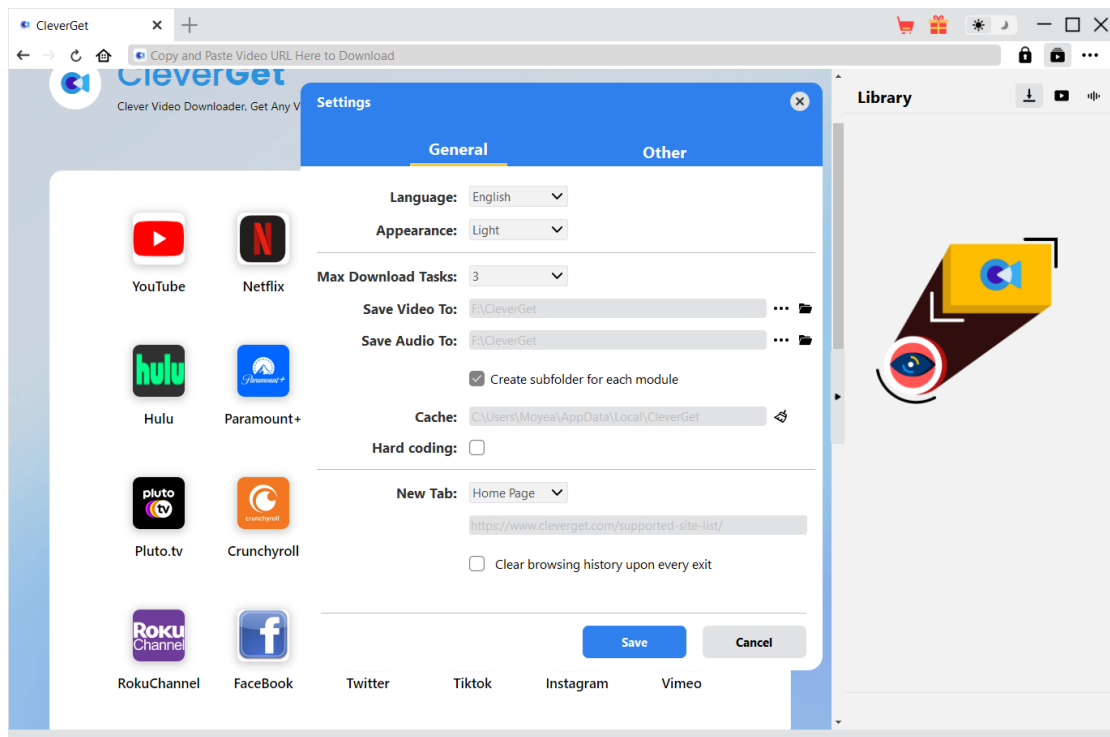 CleverGet
Copy and Paste Video URL Here to Download
CleverGet
Clever Video Downloader. Get Any V
Settings
General
Other
Language: English
Appearance: Light
Max Download Tasks: 3
Save Video To: F:\CleverGet
Save Audio To: F:\CleverGet
Create subfolder for each module
Cache: C:\Users\Moyea\AppData\Local\CleverGet
Hard coding:
New Tab: Home Page
https://www.cleverget.com/supported-site-list/
Clear browsing history upon every exit
Save
Cancel
Library
N
YouTube
Netflix
hulu
Paramount+
Hulu
Paramount+
pluto
tv
crunchyroll
Pluto.tv
Crunchyroll
ROKU
Channel
f
RokuChannel
FaceBook
Twitter
Tiktok
Instagram
Vimeo